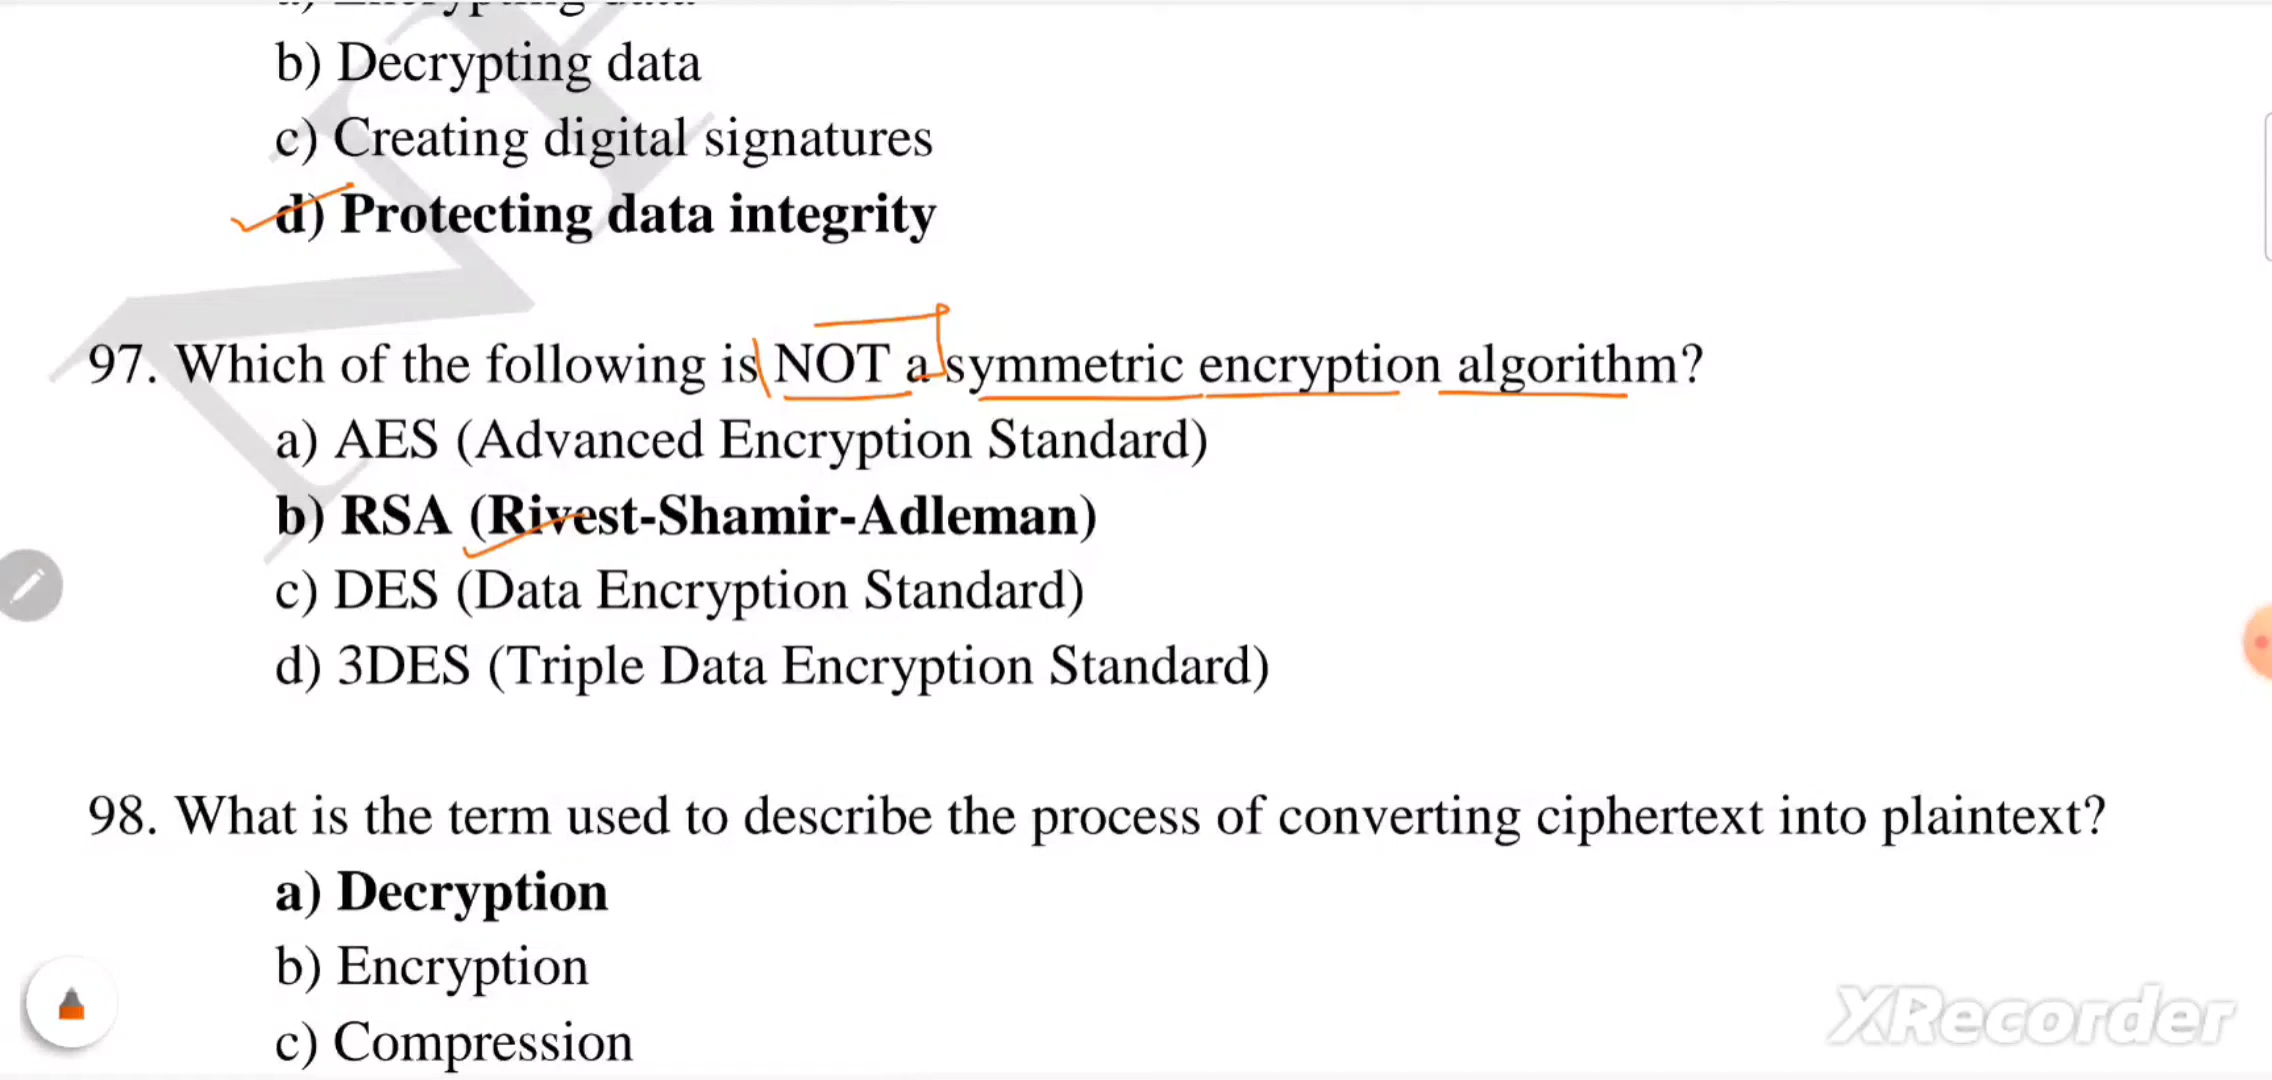 b) Decrypting data
c) Creating digital signatures
d) Protecting data integrity
97. Which of the following is NOT a symmetric encryption algorithm?
a) AES (Advanced Encryption Standard)
b) RSA (Rivest-Shamir-Adleman)
c) DES (Data Encryption Standard)
d) 3DES (Triple Data Encryption Standard)
98. What is the term used to describe the process of converting ciphertext into plaintext?
a) Decryption
b) Encryption
c) Compression
XRecorder